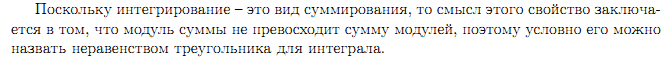 Поскольку интегрирование – это вид суммирования, то смысл этого свойство заключа-
ется в том, что модуль суммы не превосходит сумму модулей, поэтому условно его можно
назвать неравенством треугольника для интеграла.